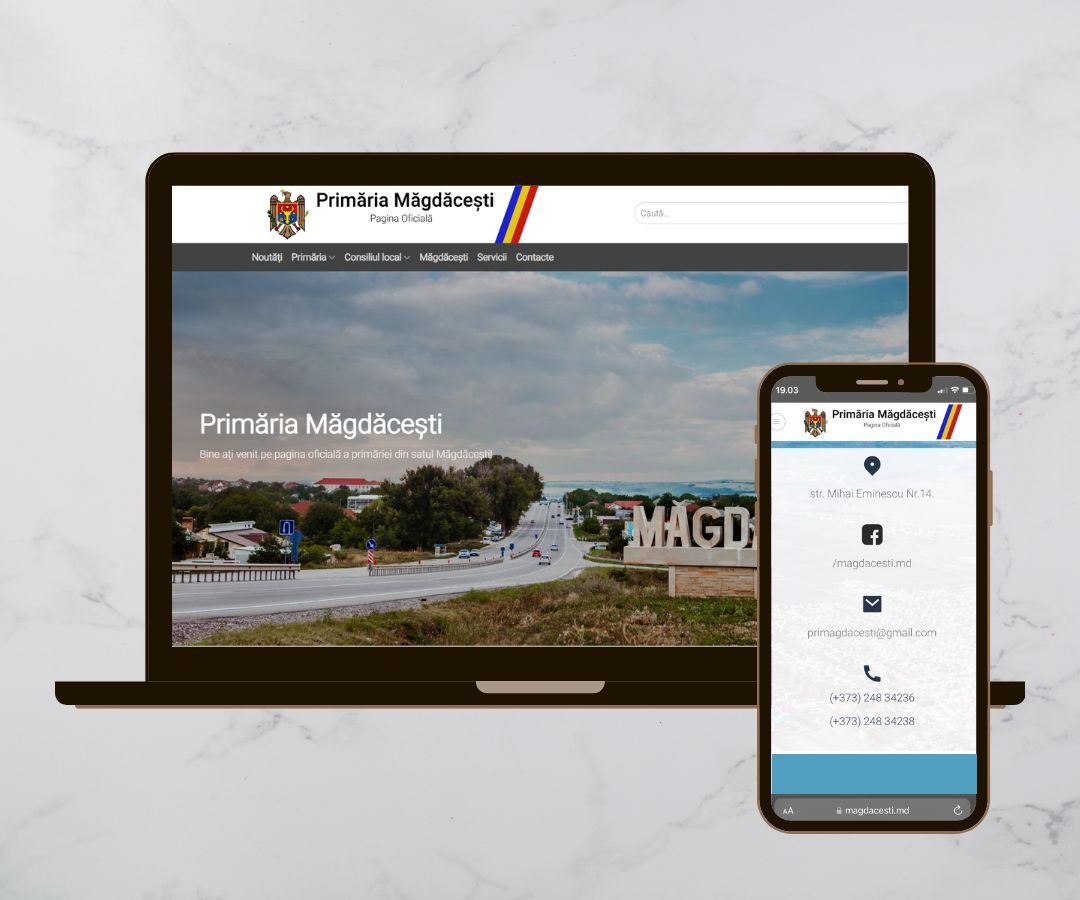 Primăria Măgdăcești
Pagina Oficială
Caută...
Noutăți Primăria Consiliul local Măgdăcești Servicii Contacte
Primăria Măgdăcești
Bine ați venit pe pagina oficială a primăriei din satul Măgdăcești!
MĂGD
19.03
Primăria Măgdăcești
Pagina Oficială
str. Mihai Eminescu Nr.14.
/magdacesti.md
primagdacesti@gmail.com
(+373) 248 34236
(+373) 248 34238
AA magdacesti.md